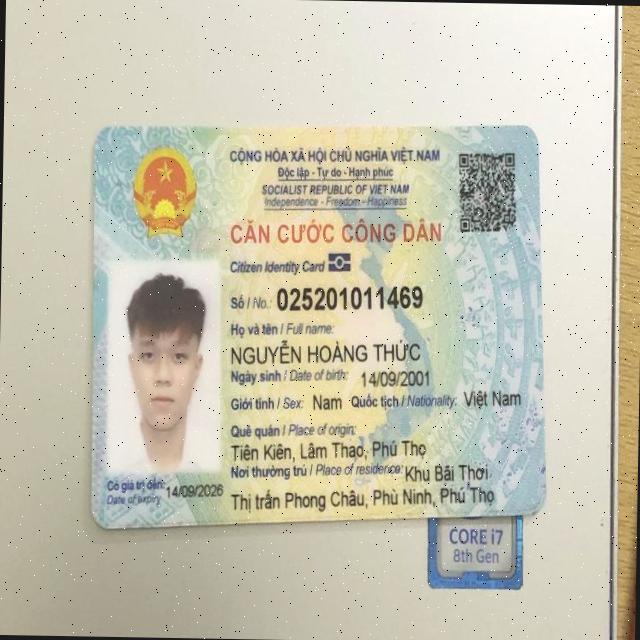 CỘNG HÒA XÃ HỘI CHỦ NGHĨA VIỆT NAM
Độc lập - Tự do - Hạnh phúc
SOCIALIST REPUBLIC OF VIET NAM
Independence - Freedom - Happiness
CĂN CƯỚC CÔNG DÂN
Citizen Identity Card
Số / No.: 025201011469
Họ và tên / Full name:
NGUYỄN HOÀNG THỨC
Ngày sinh / Date of birth: 14/09/2001
Giới tính / Sex: Nam Quốc tịch / Nationality: Việt Nam
Quê quán / Place of origin:
Tiên Kiên, Lâm Thao, Phú Thọ
Nơi thường trú / Place of residence: Khu Bãi Thơi
Thị trấn Phong Châu, Phù Ninh, Phú Thọ
Có giá trị đến: 14/09/2026
Date of expiry
CORE i7
8th Gen